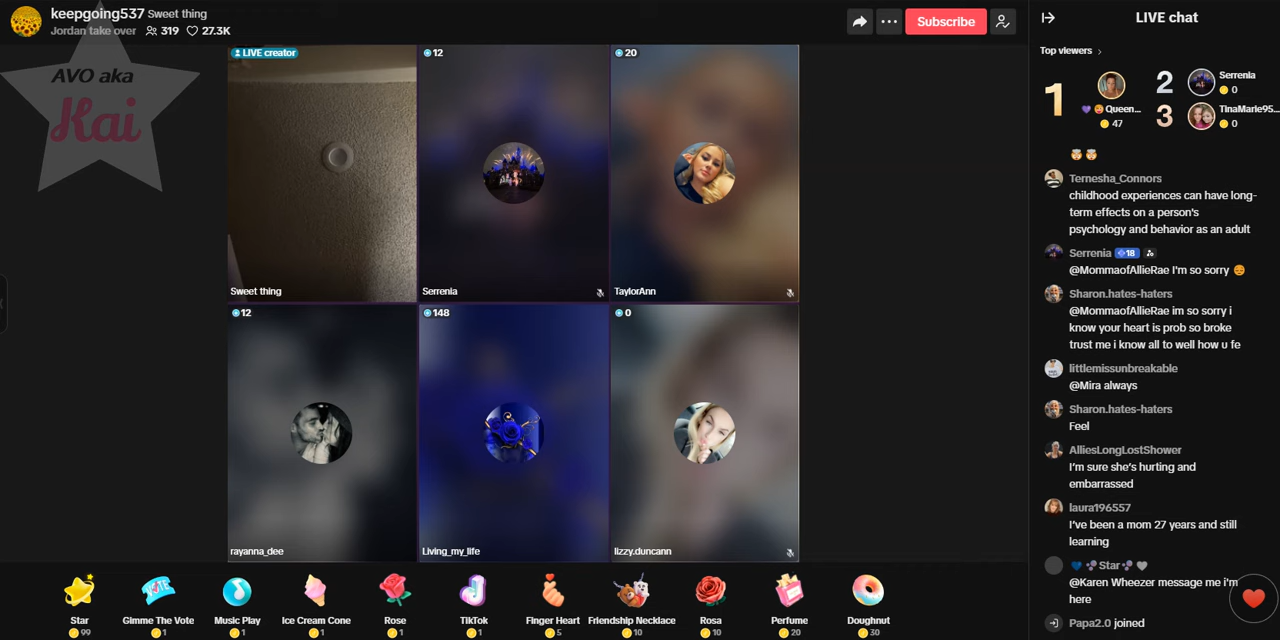 keepgoing537 Sweet thing
Jordan take over 319 27.3K
Subscribe
AVO aka
Kai
LIVE creator
Sweet thing
12
Serrenia
20
TaylorAnn
12
rayanna_dee
148
Living_my_life
0
lizzy.duncann
Star
99
Gimme The Vote
1
Music Play
1
Ice Cream Cone
1
Rose
1
TikTok
1
Finger Heart
5
Friendship Necklace
10
Rosa
10
Perfume
20
Doughnut
30
LIVE chat
Top viewers
1
Queen...
47
2
Serrenia
0
3
TinaMarie95...
0
Ternesha_Connors
childhood experiences can have long-
term effects on a person's
psychology and behavior as an adult
Serrenia 18
@MommaofAllieRae I'm so sorry
Sharon.hates-haters
@MommaofAllieRae im so sorry i
know your heart is prob so broke
trust me i know all to well how u fe
littlemissunbreakable
@Mira always
Sharon.hates-haters
Feel
AlliesLongLostShower
I'm sure she's hurting and
embarrassed
laura196557
I've been a mom 27 years and still
learning
Star
@Karen Wheezer message me i'm
here
Papa2.0 joined